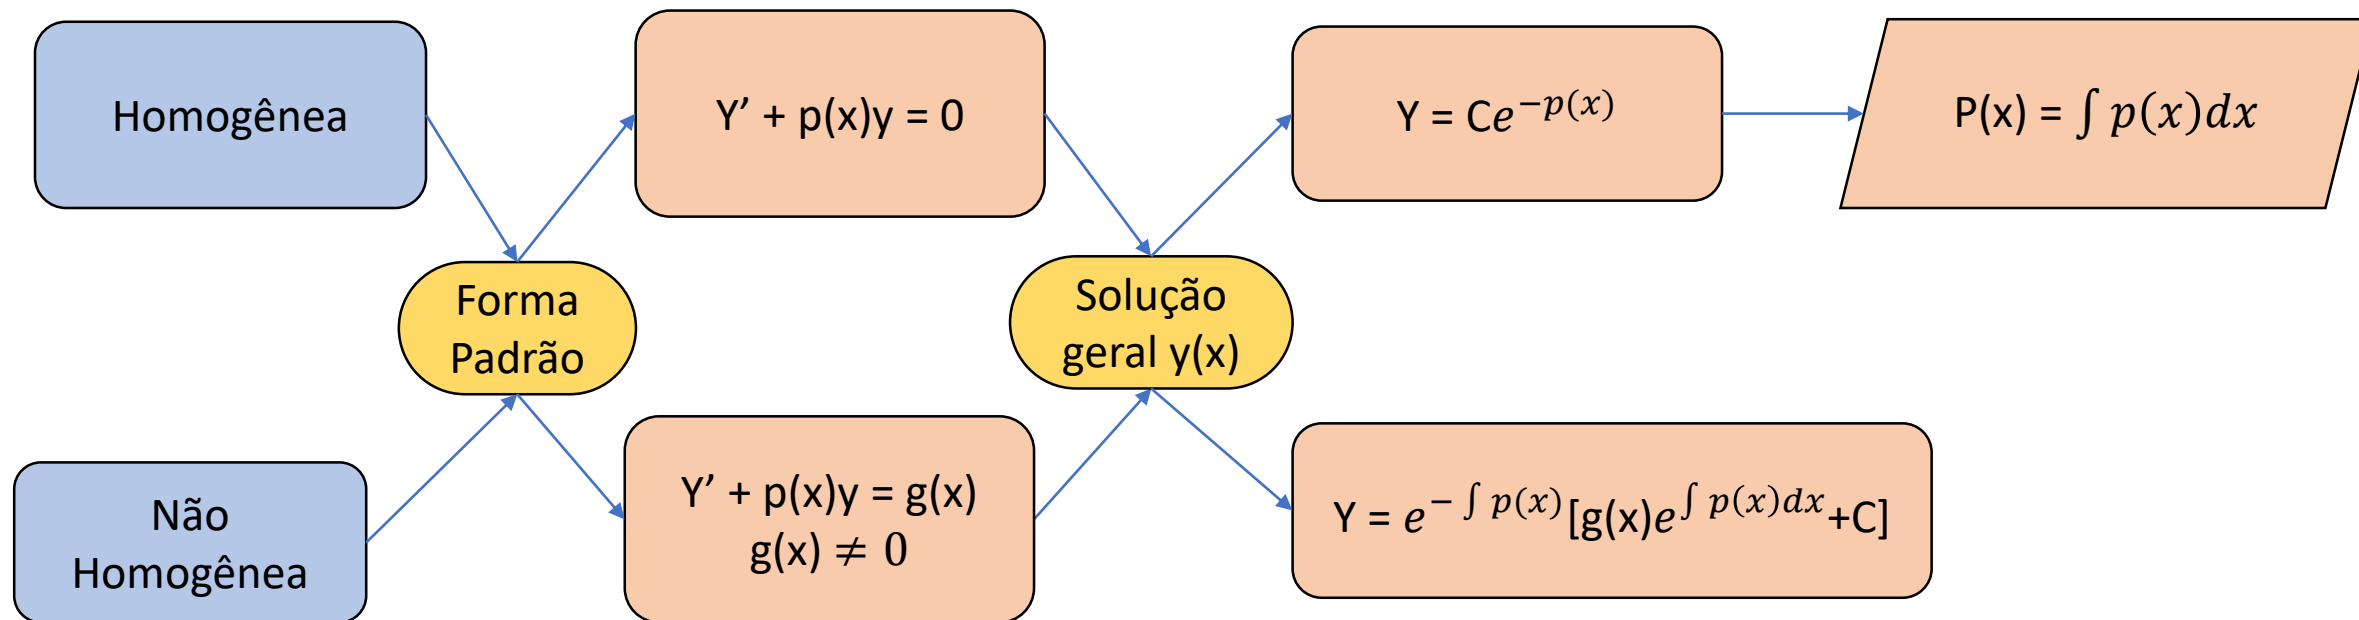 Homogênea
Y’ + p(x)y = 0
Y = Ce^{−p(x)}
P(x) = ∫ p(x)dx
Forma
Padrão
Solução
geral y(x)
Não
Homogênea
Y’ + p(x)y = g(x)
g(x) ≠ 0
Y = e^{− ∫ p(x)}[g(x)e^{∫ p(x)dx}+C]